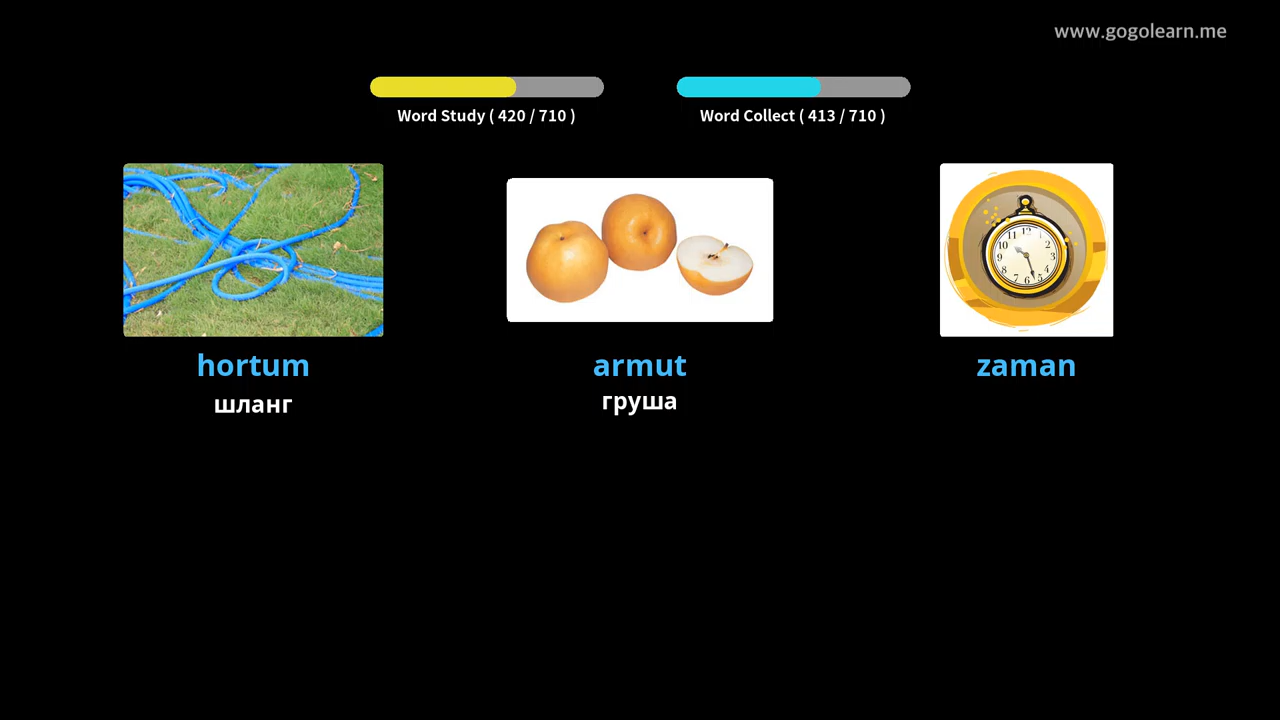 www.gogolearn.me
Word Study ( 420 / 710 )
Word Collect ( 413 / 710 )
hortum
armut
zaman
шланг
груша